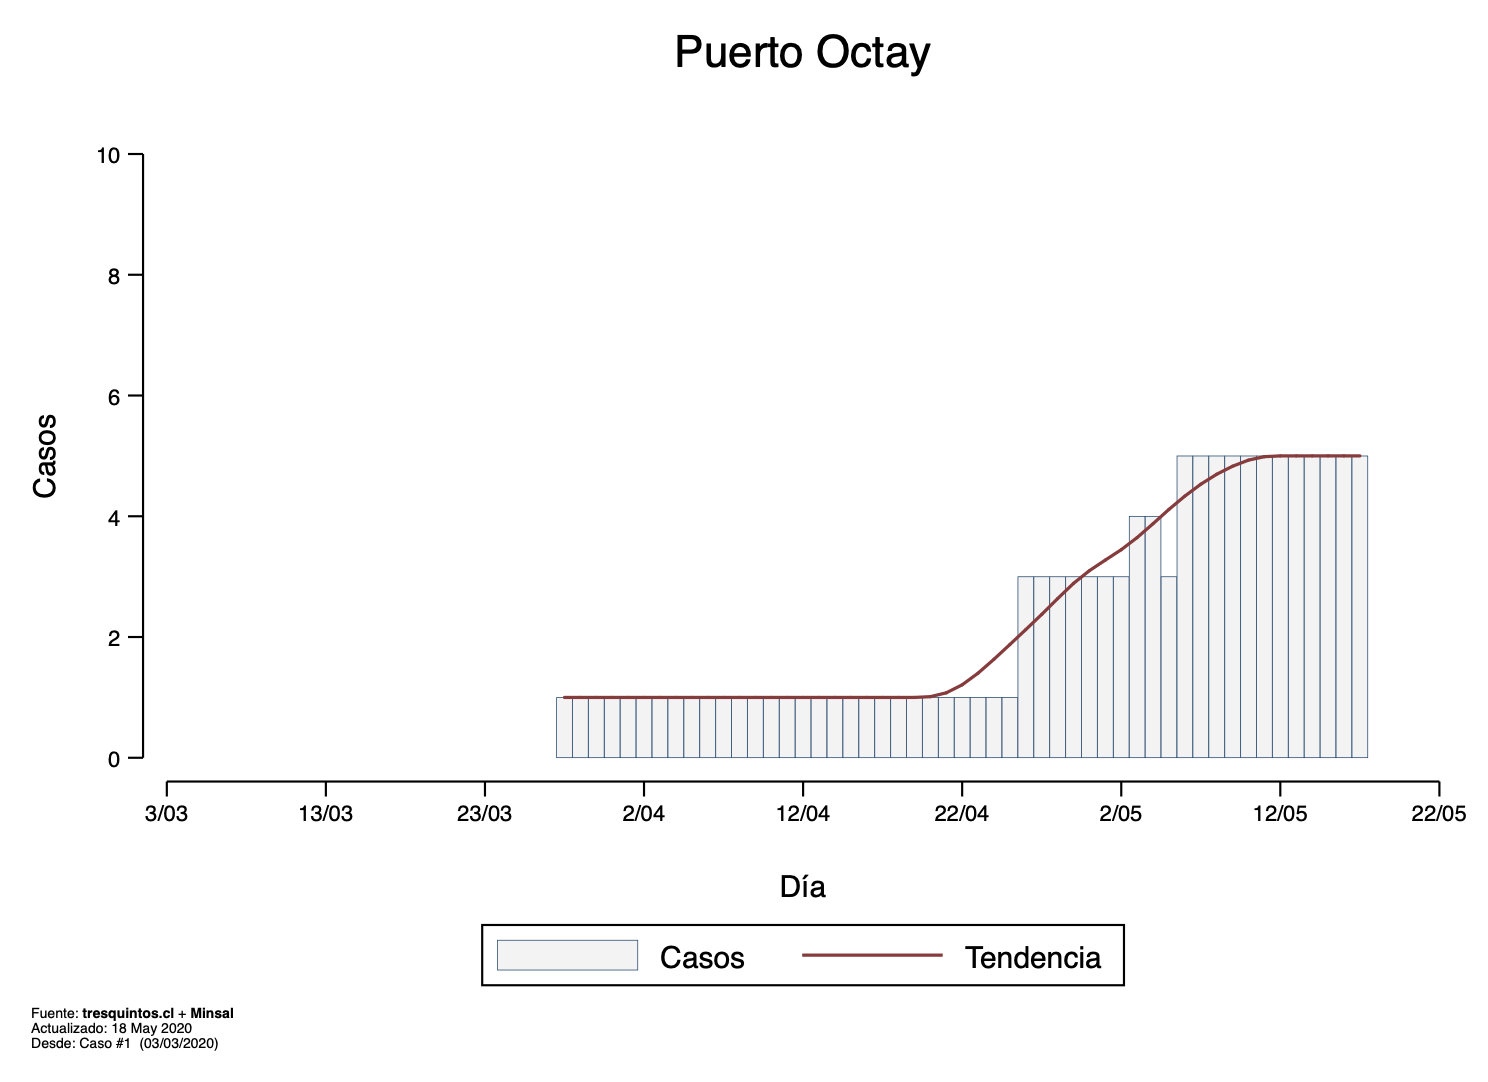 Puerto Octay
10
8
6
4
2
0
Casos
3/03 13/03 23/03 2/04 12/04 22/04 2/05 12/05 22/05
Día
Casos Tendencia
Fuente: tresquintos.cl + Minsal
Actualizado: 18 May 2020
Desde: Caso #1 (03/03/2020)